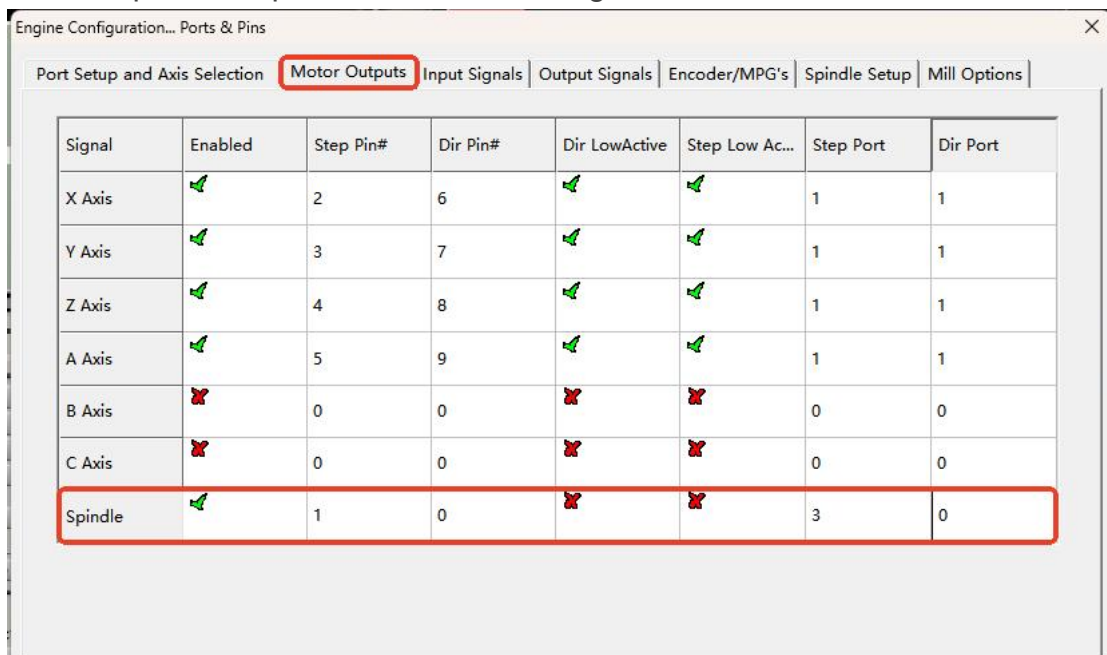 Engine Configuration... Ports & Pins
Port Setup and Axis Selection Motor Outputs Input Signals Output Signals Encoder/MPG's Spindle Setup Mill Options
Signal Enabled Step Pin# Dir Pin# Dir LowActive Step Low Ac... Step Port Dir Port
X Axis 2 6 1 1
Y Axis 3 7 1 1
Z Axis 4 8 1 1
A Axis 5 9 1 1
B Axis 0 0 0 0
C Axis 0 0 0 0
Spindle 1 0 3 0